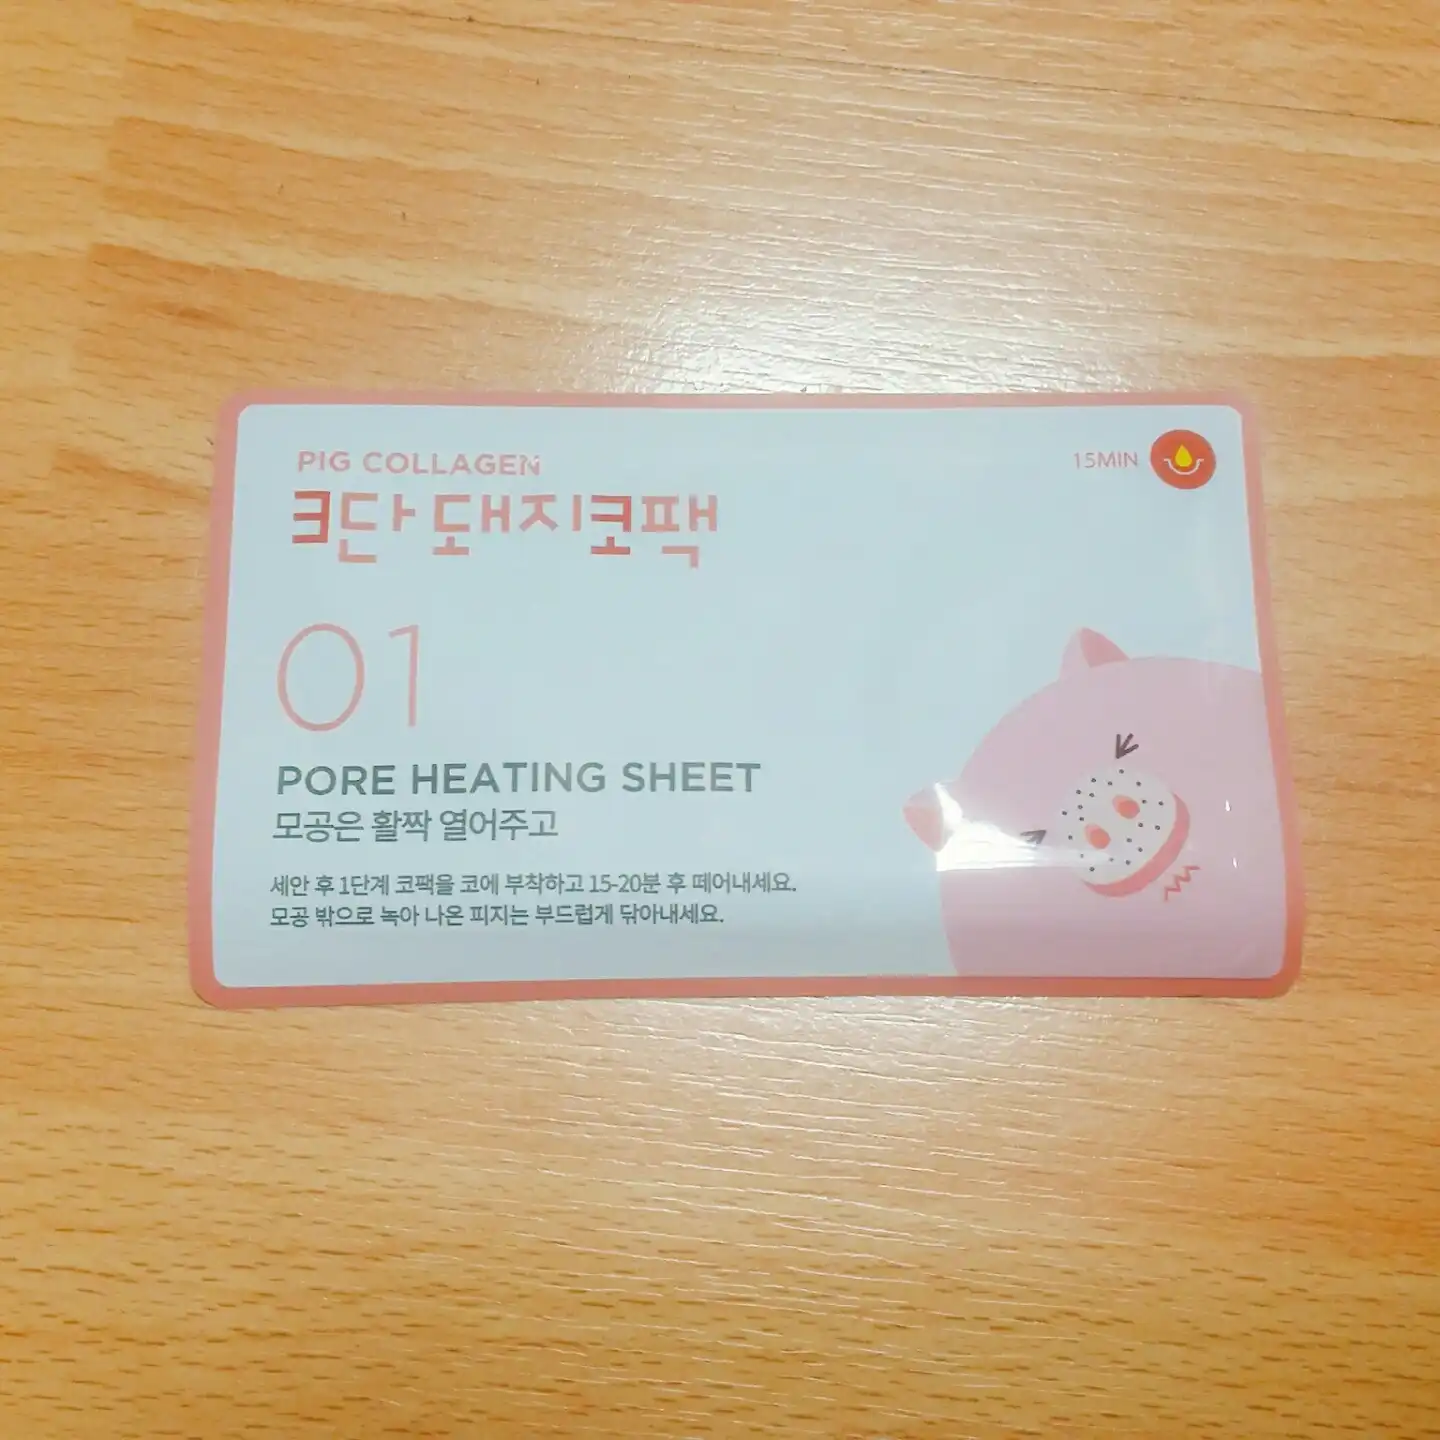 PIG COLLAGEN
15MIN
3단 돼지코팩
01
PORE HEATING SHEET
모공은 활짝 열어주고
세안 후 1단계 코팩을 코에 부착하고 15-20분 후 떼어내세요.
모공 밖으로 녹아 나온 피지는 부드럽게 닦아내세요.